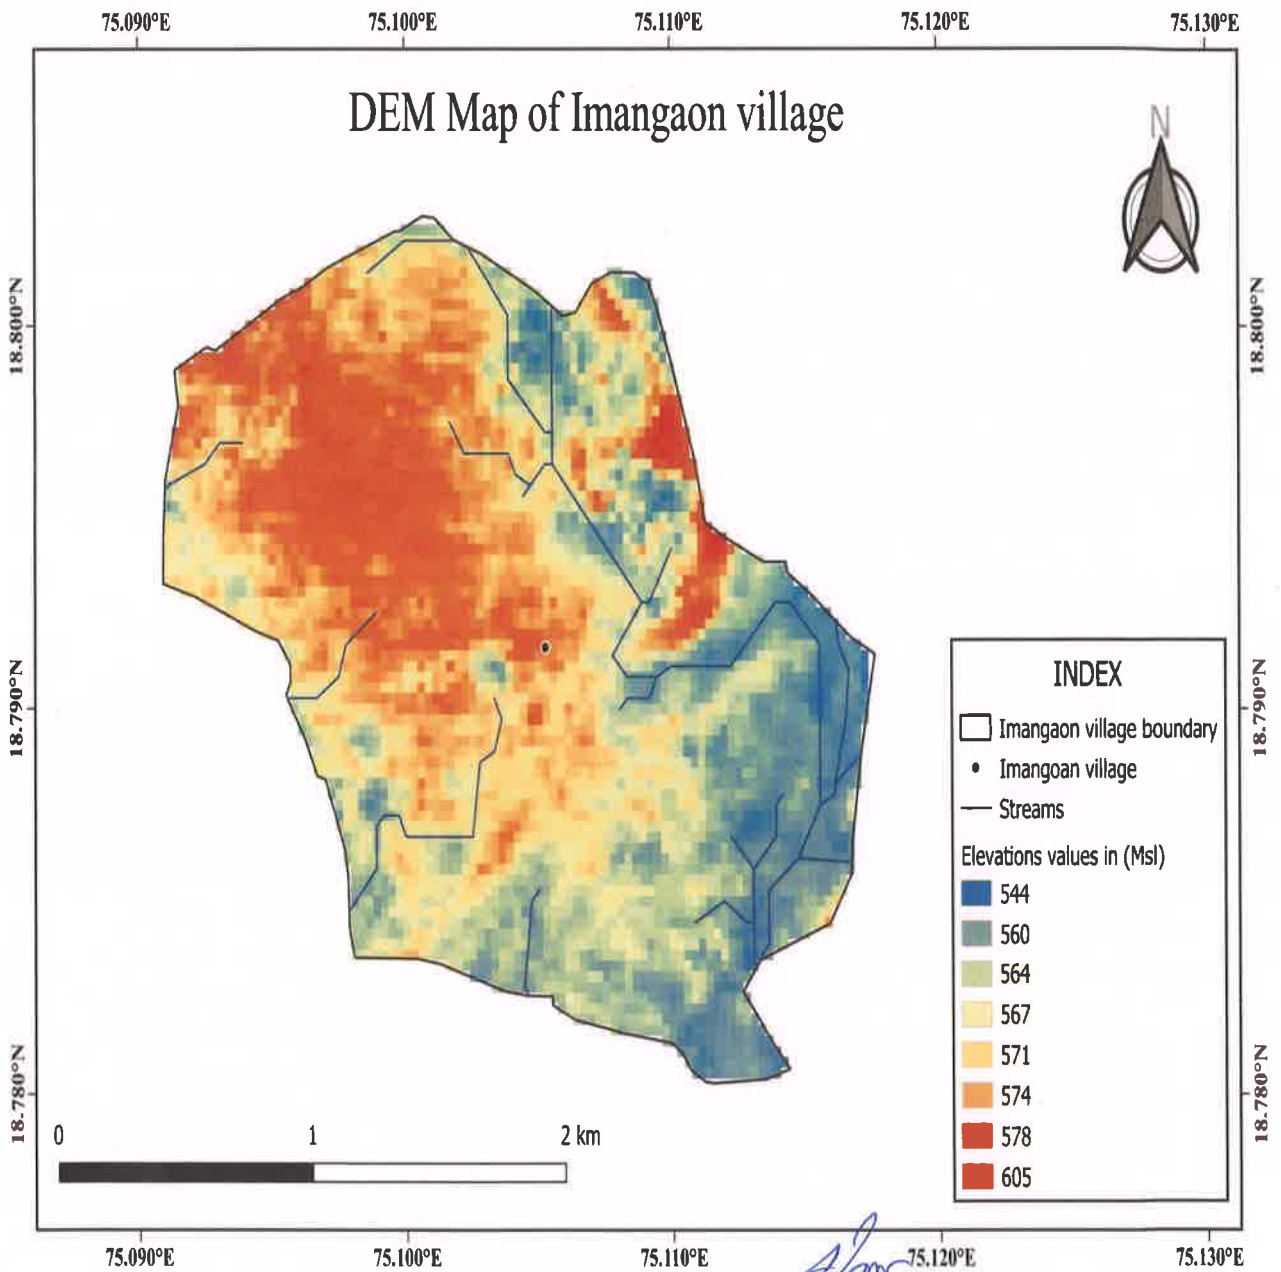 75.090°E 75.100°E 75.110°E 75.120°E 75.130°E
DEM Map of Imangaon village
N
18.800°N 18.800°N
18.790°N 18.790°N
18.780°N 18.780°N
INDEX
Imangaon village boundary
Imangoan village
Streams
Elevations values in (Msl)
544
560
564
567
571
574
578
605
0 1 2 km
75.090°E 75.100°E 75.110°E 75.120°E 75.130°E